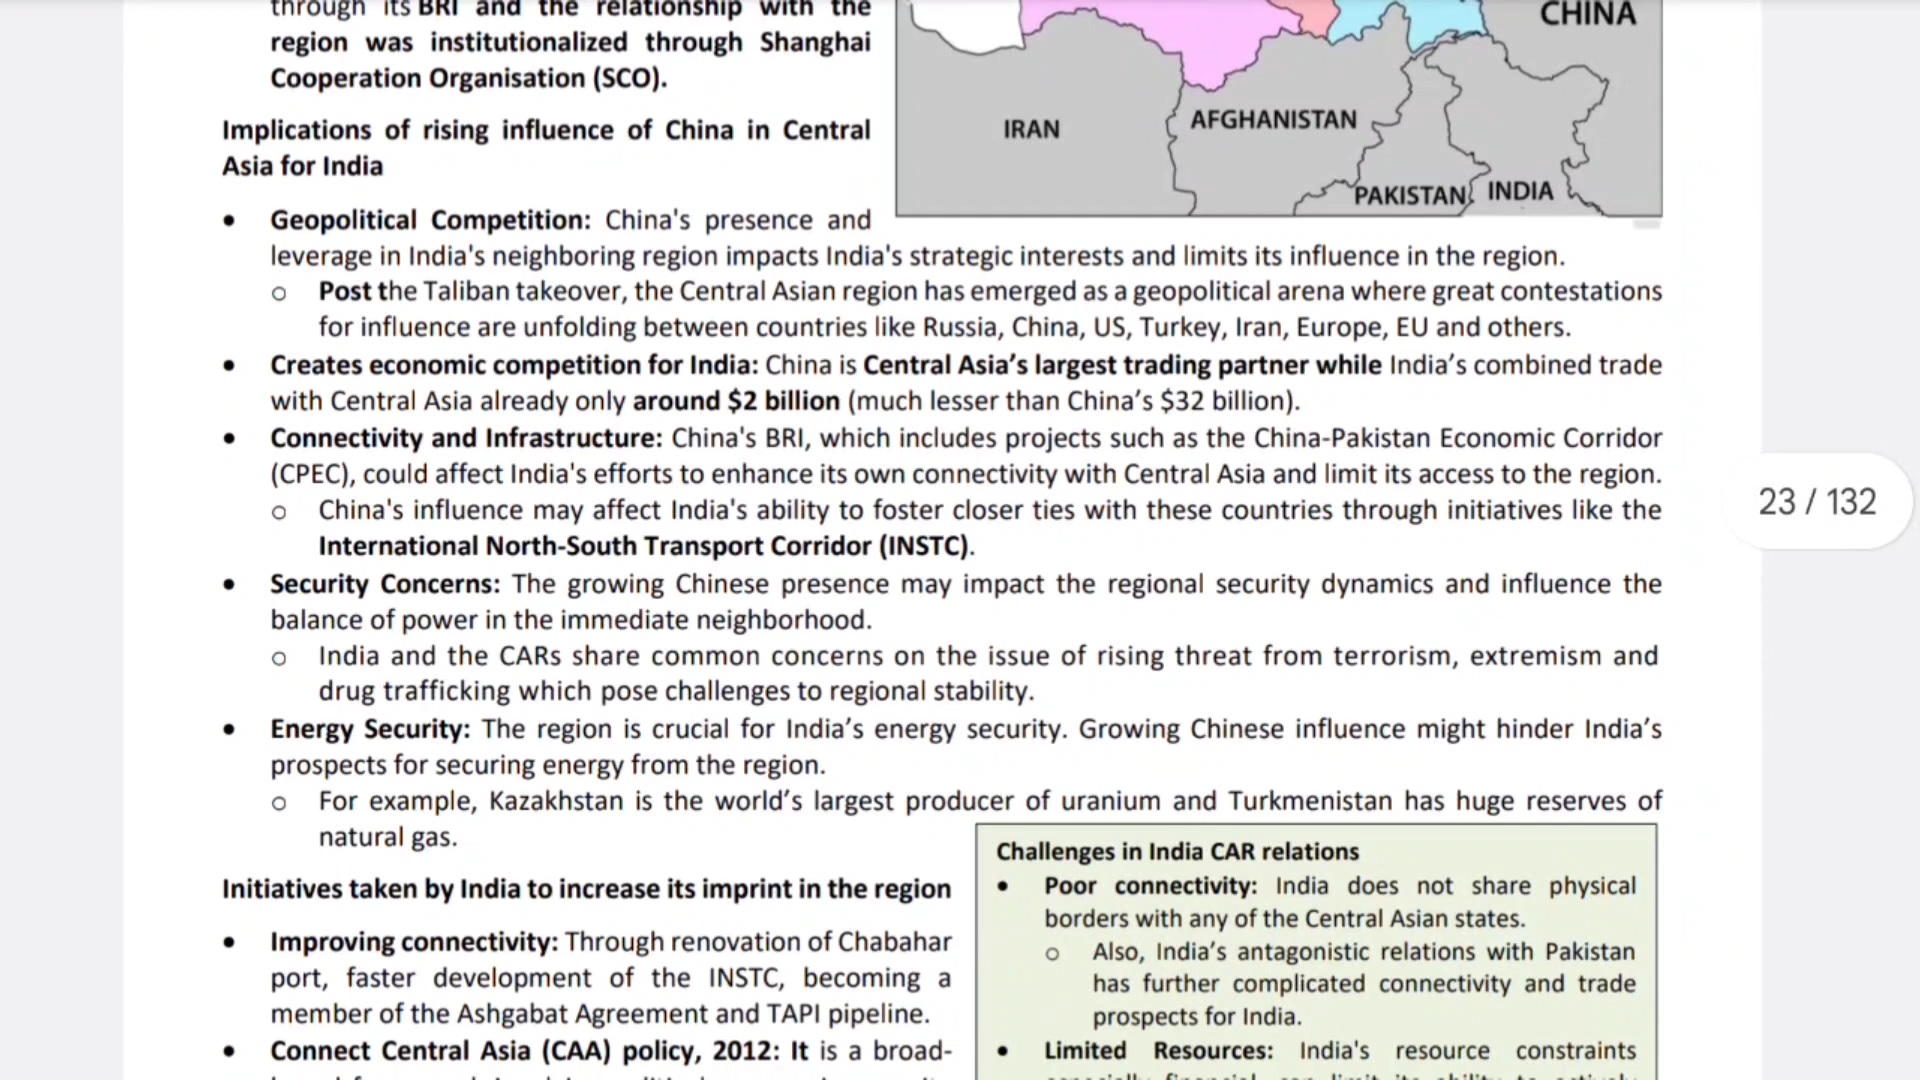 through its BRI and the relationship with the
region was institutionalized through Shanghai
Cooperation Organisation (SCO).
Implications of rising influence of China in Central
Asia for India
CHINA
IRAN
AFGHANISTAN
PAKISTAN
INDIA
• Geopolitical Competition: China's presence and
leverage in India's neighboring region impacts India's strategic interests and limits its influence in the region.
o Post the Taliban takeover, the Central Asian region has emerged as a geopolitical arena where great contestations
for influence are unfolding between countries like Russia, China, US, Turkey, Iran, Europe, EU and others.
• Creates economic competition for India: China is Central Asia’s largest trading partner while India’s combined trade
with Central Asia already only around $2 billion (much lesser than China’s $32 billion).
• Connectivity and Infrastructure: China's BRI, which includes projects such as the China-Pakistan Economic Corridor
(CPEC), could affect India's efforts to enhance its own connectivity with Central Asia and limit its access to the region.
o China's influence may affect India's ability to foster closer ties with these countries through initiatives like the
International North-South Transport Corridor (INSTC).
• Security Concerns: The growing Chinese presence may impact the regional security dynamics and influence the
balance of power in the immediate neighborhood.
o India and the CARs share common concerns on the issue of rising threat from terrorism, extremism and
drug trafficking which pose challenges to regional stability.
• Energy Security: The region is crucial for India’s energy security. Growing Chinese influence might hinder India’s
prospects for securing energy from the region.
o For example, Kazakhstan is the world’s largest producer of uranium and Turkmenistan has huge reserves of
natural gas.
Initiatives taken by India to increase its imprint in the region
• Improving connectivity: Through renovation of Chabahar
port, faster development of the INSTC, becoming a
member of the Ashgabat Agreement and TAPI pipeline.
• Connect Central Asia (CAA) policy, 2012: It is a broad-
Challenges in India CAR relations
• Poor connectivity: India does not share physical
borders with any of the Central Asian states.
o Also, India’s antagonistic relations with Pakistan
has further complicated connectivity and trade
prospects for India.
• Limited Resources: India's resource constraints
23 / 132